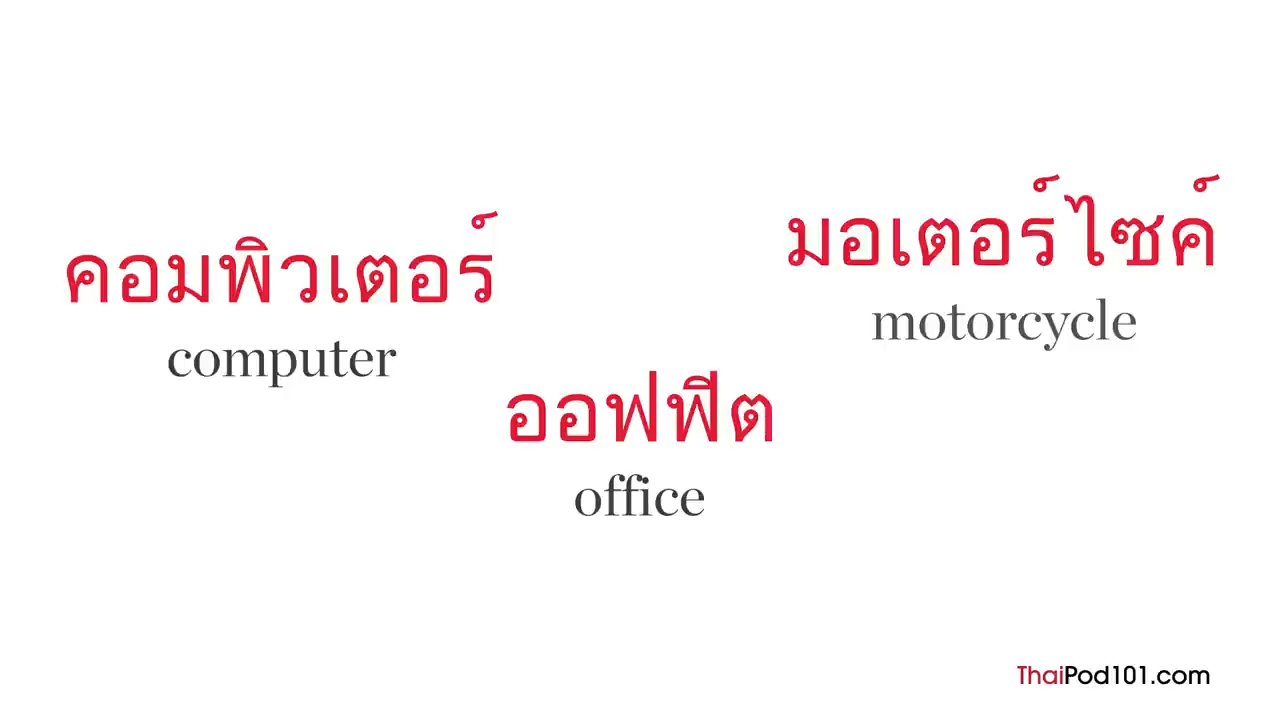 คอมพิวเตอร์
computer
มอเตอร์ไซค์
motorcycle
ออฟฟีต
office
ThaiPod101.com